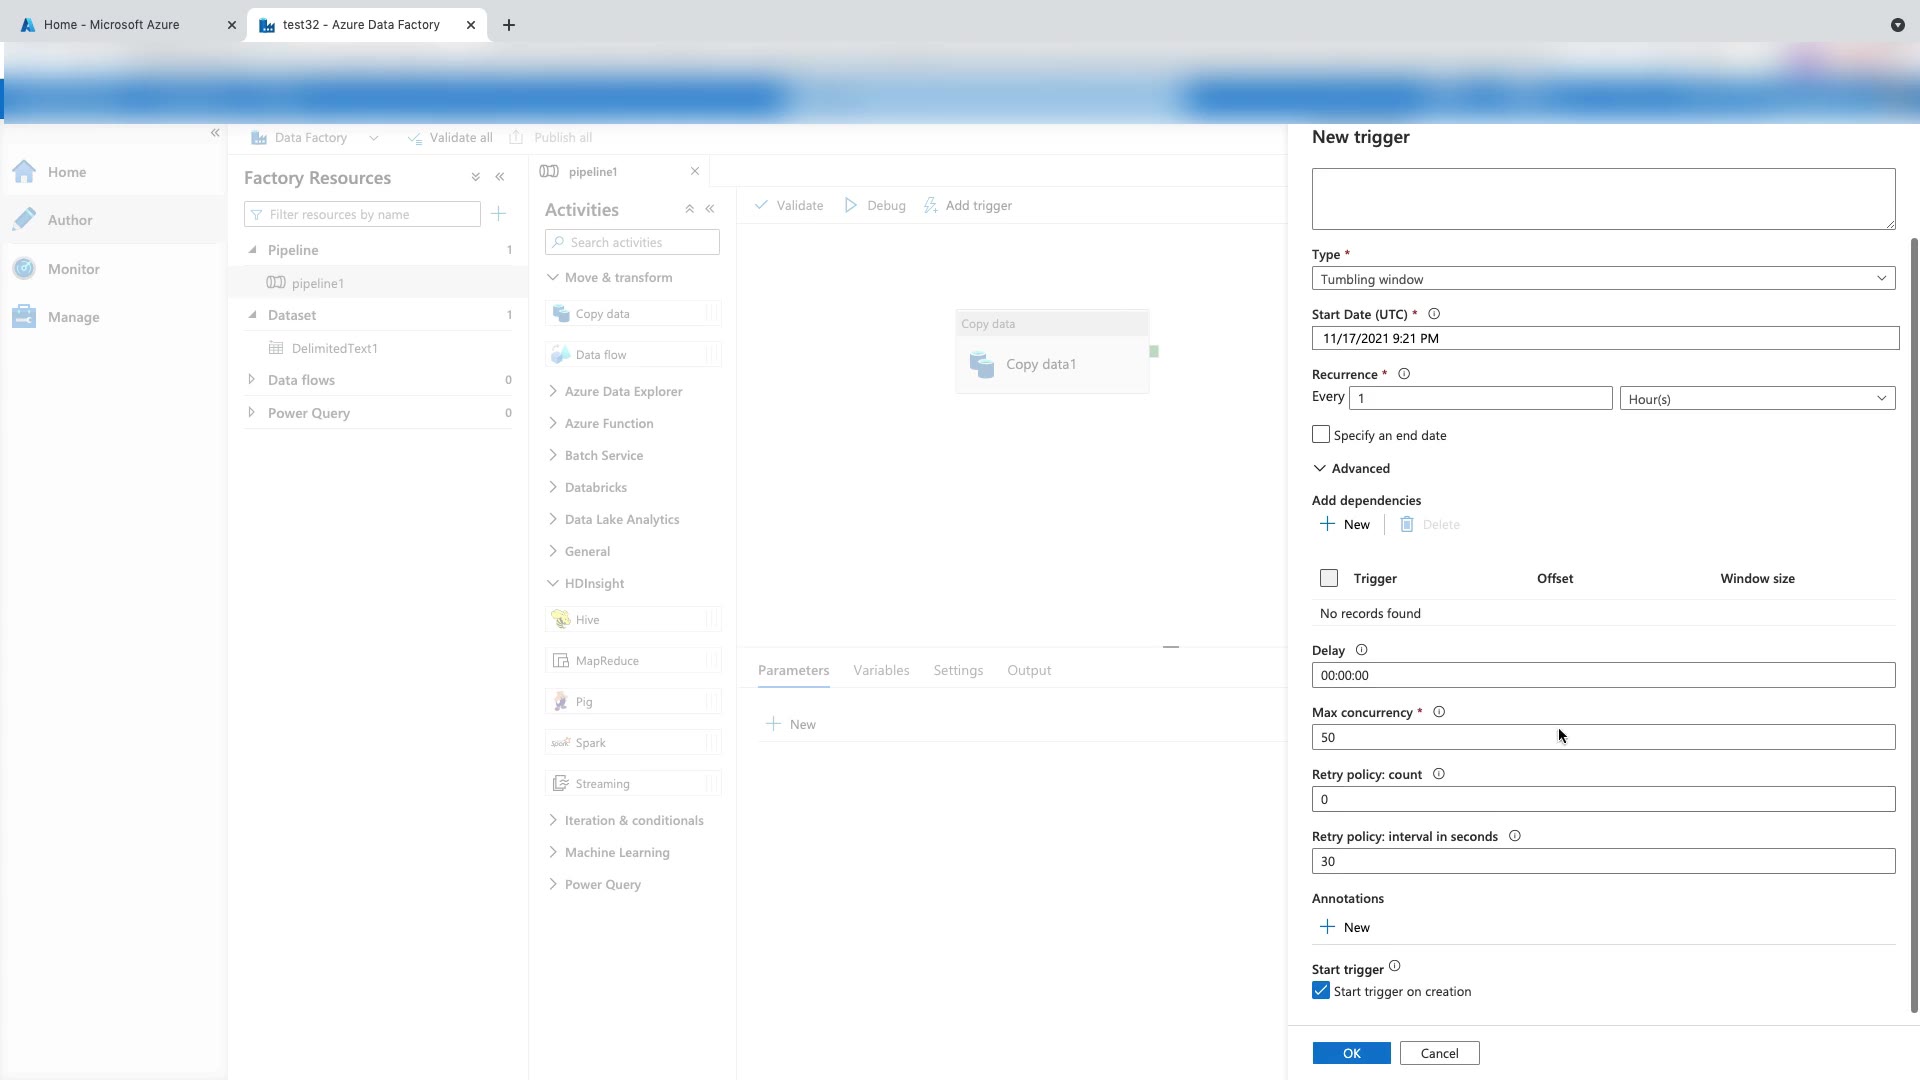 Home - Microsoft Azure
test32 - Azure Data Factory
Home
Author
Monitor
Manage
Data Factory
Validate all
Publish all
Factory Resources
Filter resources by name
Pipeline 1
pipeline1
Dataset 1
DelimitedText1
Data flows 0
Power Query 0
pipeline1
Activities
Search activities
Move & transform
Copy data
Data flow
Azure Data Explorer
Azure Function
Batch Service
Databricks
Data Lake Analytics
General
HDInsight
Hive
MapReduce
Pig
Spark
Streaming
Iteration & conditionals
Machine Learning
Power Query
Validate Debug Add trigger
Copy data
Copy data1
Parameters Variables Settings Output
New
New trigger
Type *
Tumbling window
Start Date (UTC) *
11/17/2021 9:21 PM
Recurrence *
Every 1 Hour(s)
Specify an end date
Advanced
Add dependencies
New Delete
Trigger Offset Window size
No records found
Delay
00:00:00
Max concurrency *
50
Retry policy: count
0
Retry policy: interval in seconds
30
Annotations
New
Start trigger
Start trigger on creation
OK Cancel